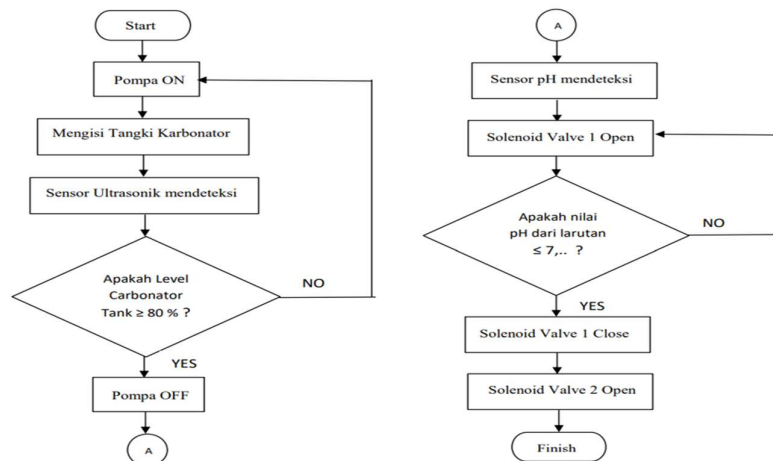 Start
Pompa ON
Mengisi Tangki Karbonator
Sensor Ultrasonik mendeteksi
Apakah Level
Carbonator
Tank ≥ 80 % ?
NO
YES
Pompa OFF
A
A
Sensor pH mendeteksi
Solenoid Valve 1 Open
Apakah nilai
pH dari larutan
≤ 7,.. ?
NO
YES
Solenoid Valve 1 Close
Solenoid Valve 2 Open
Finish